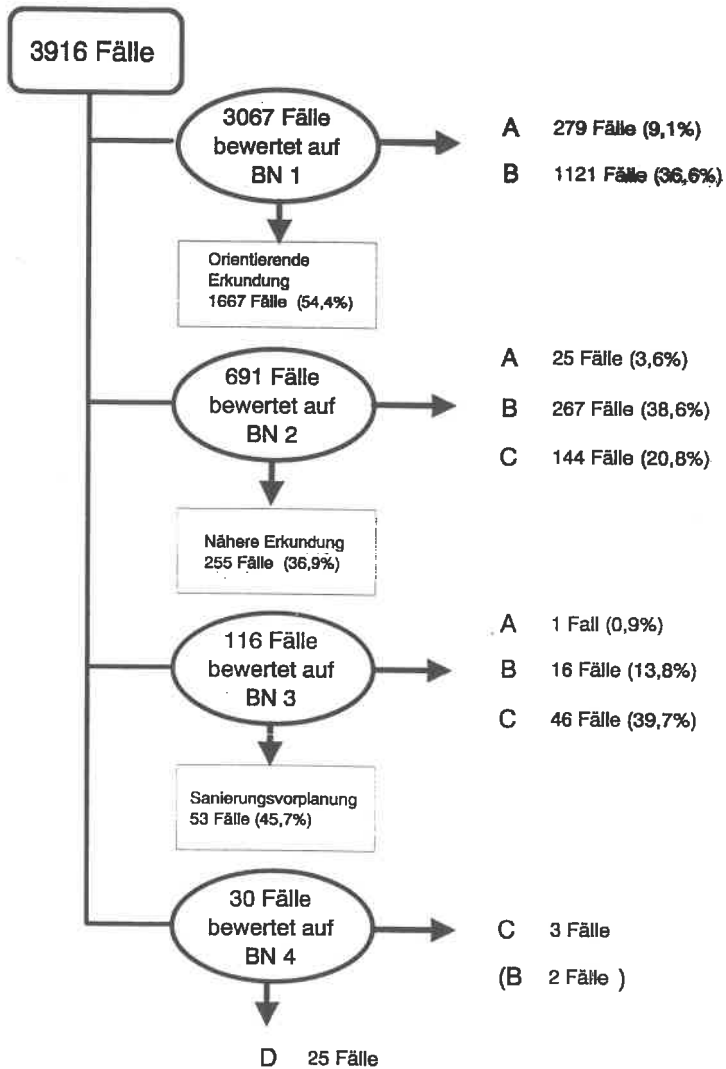 3916 Fälle
3067 Fälle
bewertet auf
BN 1
A 279 Fälle (9,1%)
B 1121 Fälle (36,6%)
Orientierende
Erkundung
1667 Fälle (54,4%)
691 Fälle
bewertet auf
BN 2
A 25 Fälle (3,6%)
B 267 Fälle (38,6%)
C 144 Fälle (20,8%)
Nähere Erkundung
255 Fälle (36,9%)
116 Fälle
bewertet auf
BN 3
A 1 Fall (0,9%)
B 16 Fälle (13,8%)
C 46 Fälle (39,7%)
Sanierungsvorplanung
53 Fälle (45,7%)
30 Fälle
bewertet auf
BN 4
C 3 Fälle
(B 2 Fälle )
D 25 Fälle